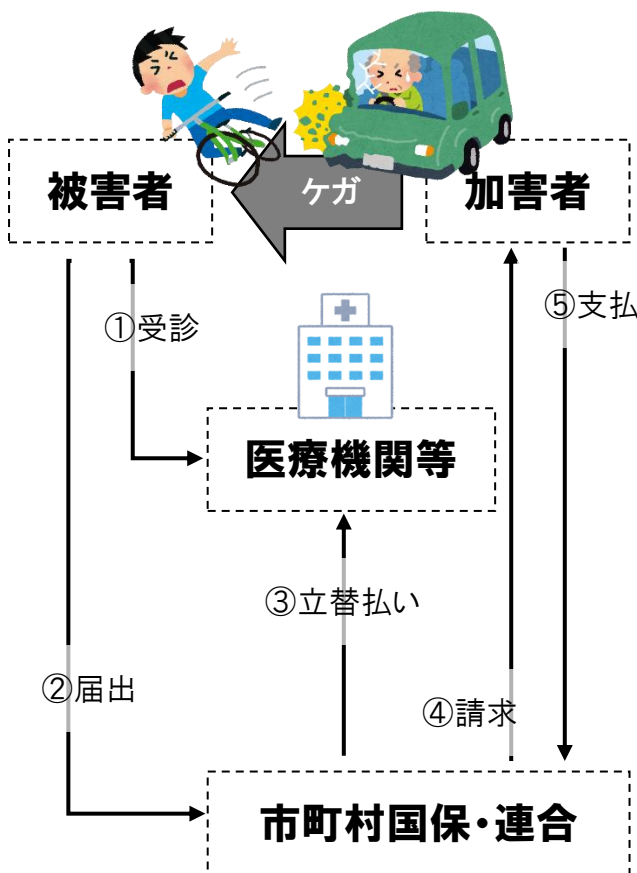 被害者
ケガ
加害者
①受診
⑤支払
医療機関等
③立替払い
②届出
④請求
市町村国保・連合